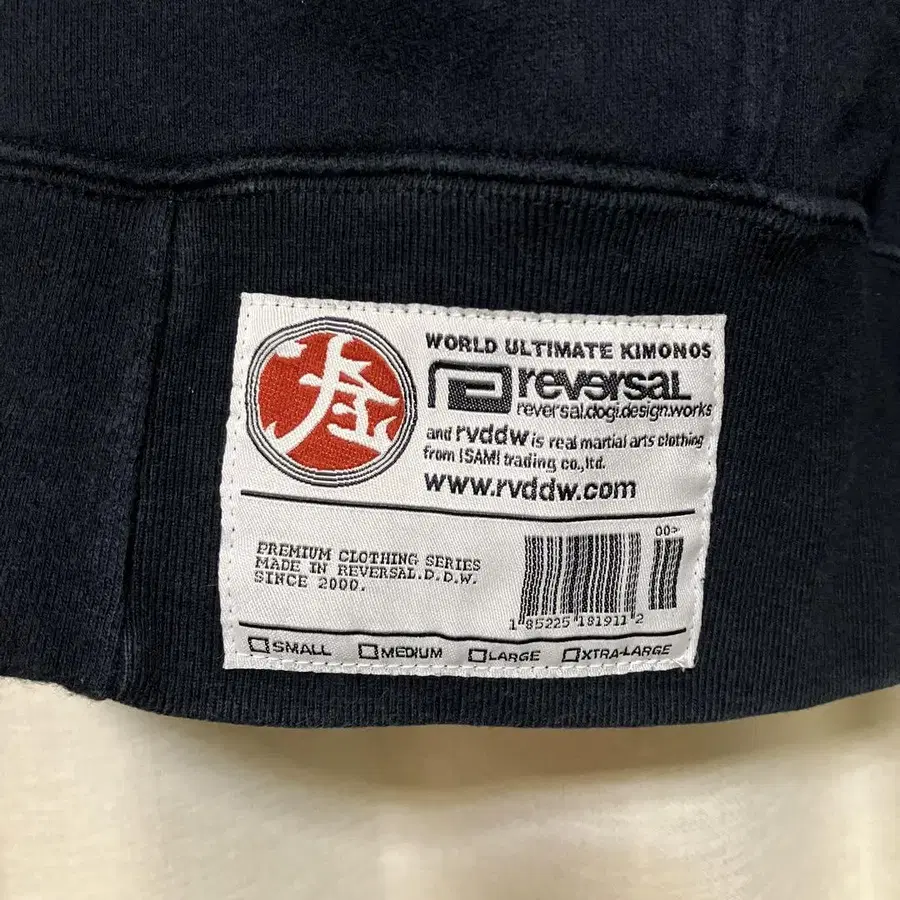 WORLD ULTIMATE KIMONOS
reversal
reversal.dogi.design.works
and rvddw is real martial arts clothing
from ISAMI trading co.,ltd.
www.rvddw.com
PREMIUM CLOTHING SERIES
MADE IN REVERSAL.D.D.W.
SINCE 2000.
00>
1 85225 181911 2
SMALL MEDIUM LARGE XTRA-LARGE